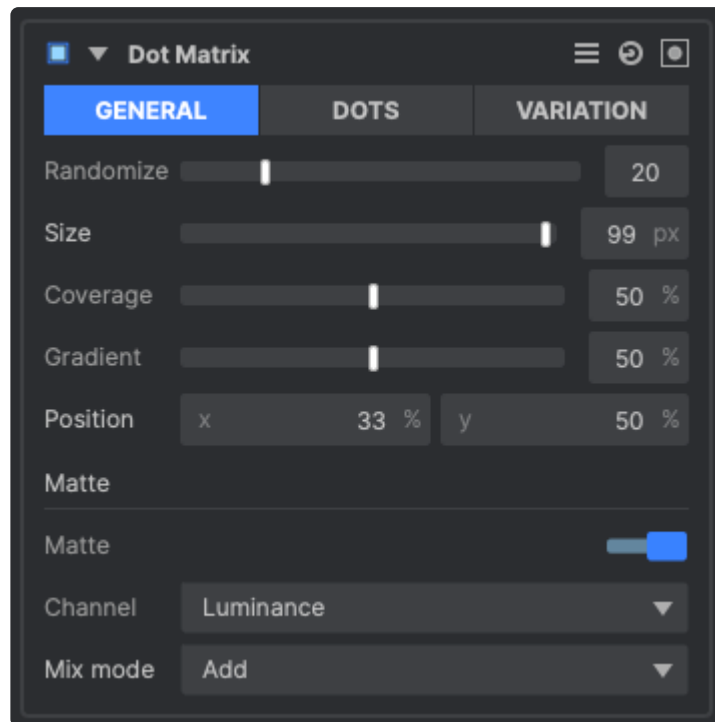 Dot Matrix
GENERAL DOTS VARIATION
Randomize 20
Size 99 px
Coverage 50 %
Gradient 50 %
Position x 33 % y 50 %
Matte
Matte
Channel Luminance
Mix mode Add